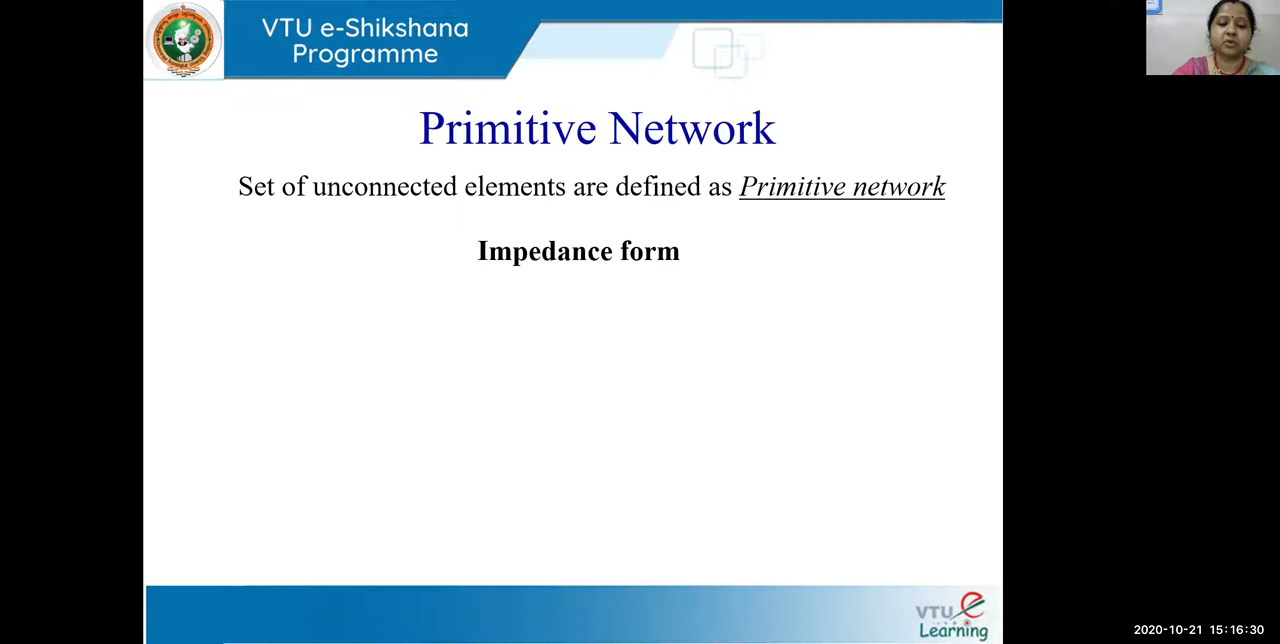 VTU e-Shikshana
Programme
Primitive Network
Set of unconnected elements are defined as Primitive network
Impedance form
VTU e
Learning
2020-10-21 15:16:30